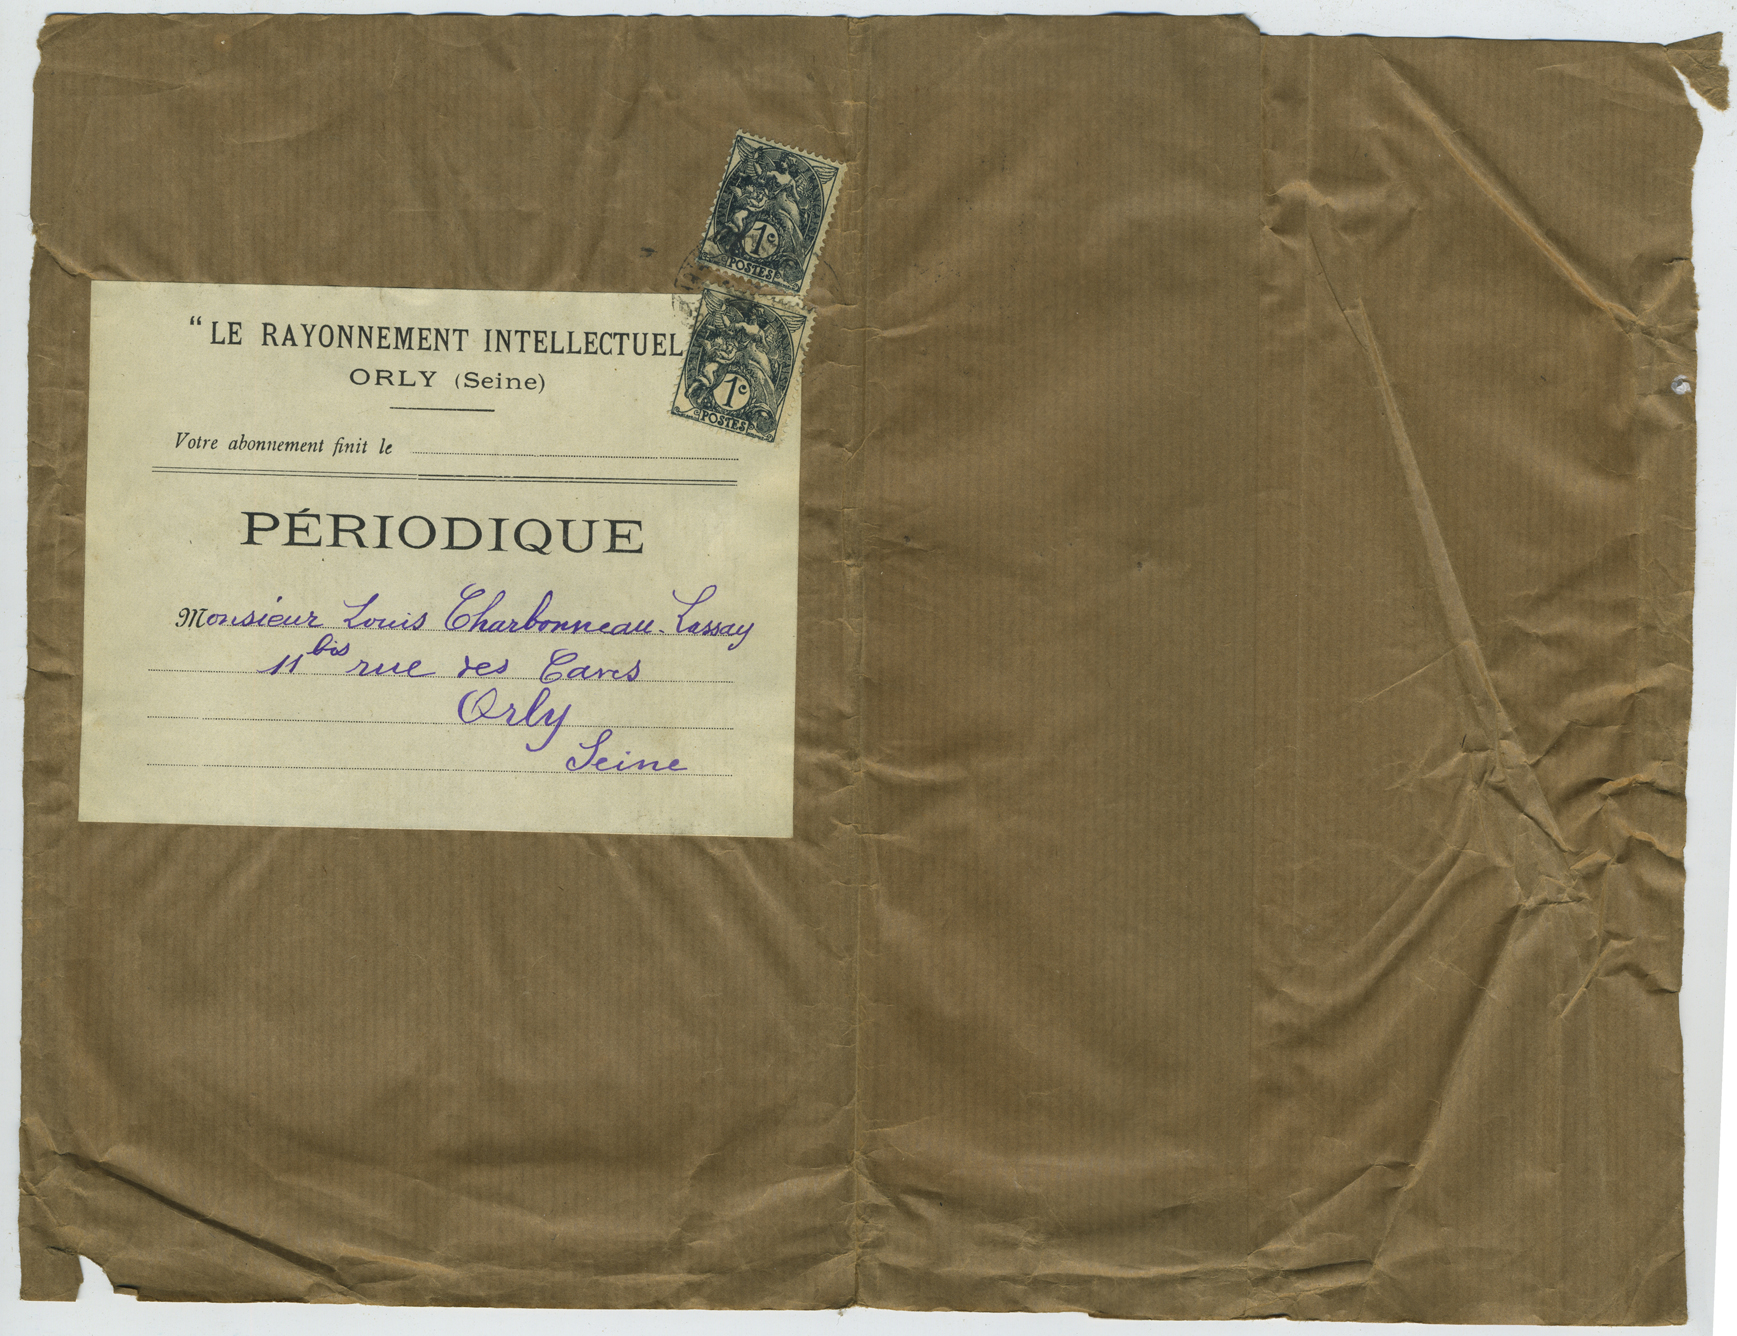 1c
POSTES
1c
POSTES
“LE RAYONNEMENT INTELLECTUEL
ORLY (Seine)
Votre abonnement finit le
PÉRIODIQUE
Monsieur Louis Charbonneau-Lassay
11 bis rue des Caves
Orly
Seine